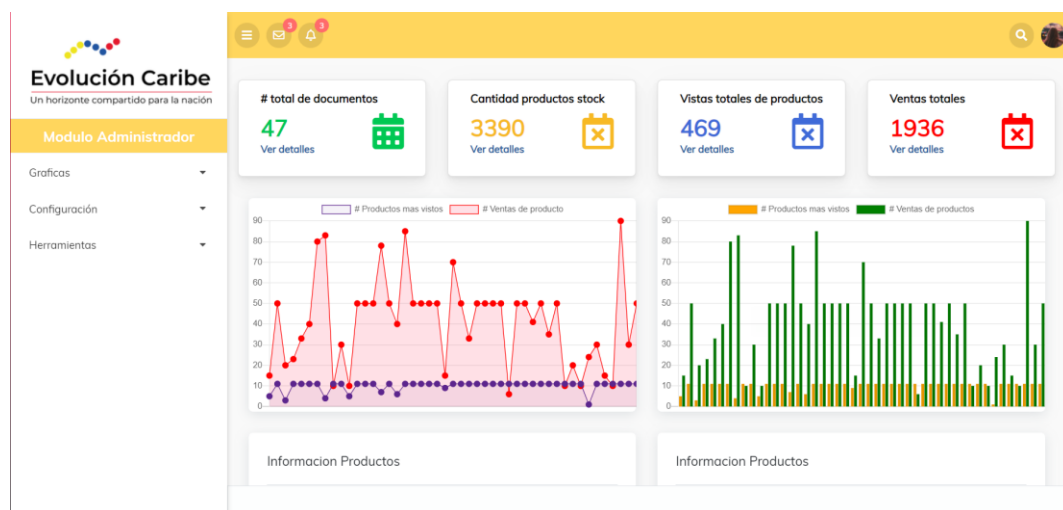 3
3
Evolución Caribe
Un horizonte compartido para la nación
Modulo Administrador
Graficas
Configuración
Herramientas
# total de documentos
47
Ver detalles
Cantidad productos stock
3390
Ver detalles
Vistas totales de productos
469
Ver detalles
Ventas totales
1936
Ver detalles
# Productos mas vistos # Ventas de producto
90
80
70
60
50
40
30
20
10
0
# Productos mas vistos # Ventas de productos
90
80
70
60
50
40
30
20
10
0
Informacion Productos
Informacion Productos